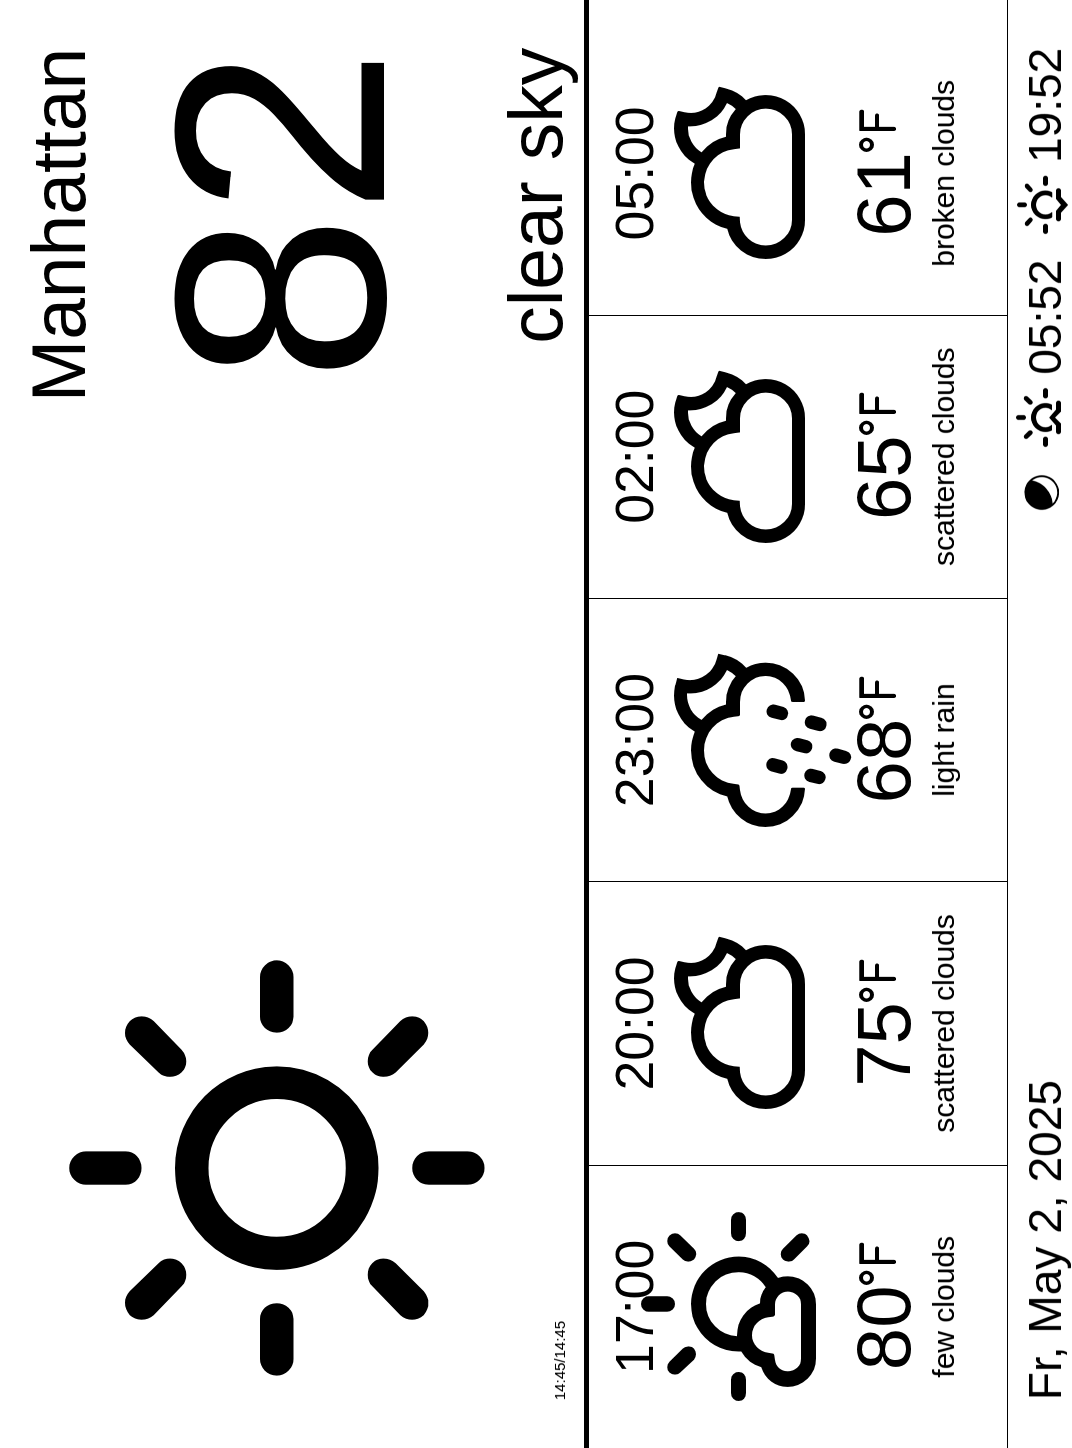 Manhattan
82
clear sky
14:45/14:45
17:00 20:00 23:00 02:00 05:00
80°F 75°F 68°F 65°F 61°F
few clouds scattered clouds light rain scattered clouds broken clouds
Fr, May 2, 2025 05:52 19:52